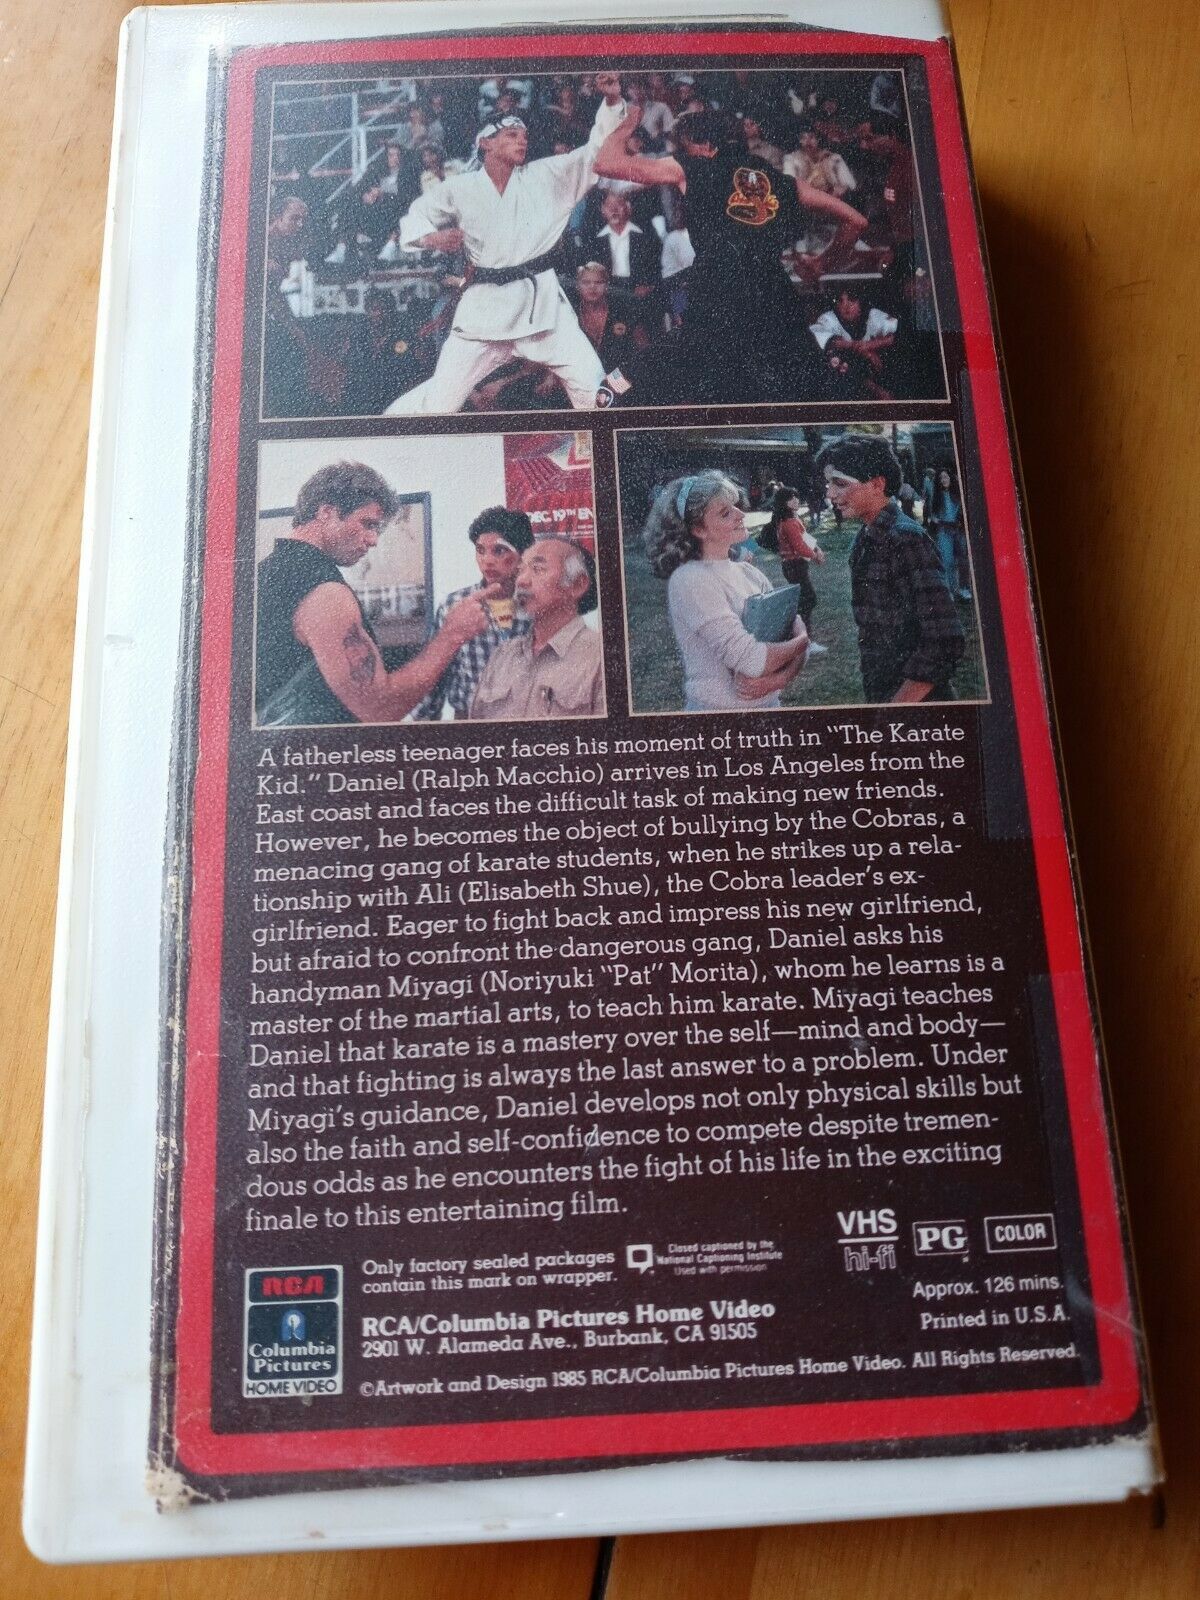 DEC. 19TH EN
A fatherless teenager faces his moment of truth in "The Karate
Kid." Daniel (Ralph Macchio) arrives in Los Angeles from the
East coast and faces the difficult task of making new friends.
However, he becomes the object of bullying by the Cobras, a
menacing gang of karate students, when he strikes up a rela-
tionship with Ali (Elisabeth Shue), the Cobra leader's ex-
girlfriend. Eager to fight back and impress his new girlfriend,
but afraid to confront the dangerous gang, Daniel asks his
handyman Miyagi (Noriyuki "Pat" Morita), whom he learns is a
master of the martial arts, to teach him karate. Miyagi teaches
Daniel that karate is a mastery over the self—mind and body—
and that fighting is always the last answer to a problem. Under
Miyagi's guidance, Daniel develops not only physical skills but
also the faith and self-confidence to compete despite tremen-
dous odds as he encounters the fight of his life in the exciting
finale to this entertaining film.
VHS
hi-fi
PG
COLOR
Only factory sealed packages
contain this mark on wrapper.
Closed captioned by the
National Captioning Institute
Used with permission
Approx. 126 mins.
Printed in U.S.A.
RCA
Columbia
Pictures
HOME VIDEO
RCA/Columbia Pictures Home Video
2901 W. Alameda Ave., Burbank, CA 91505
©Artwork and Design 1985 RCA/Columbia Pictures Home Video. All Rights Reserved.